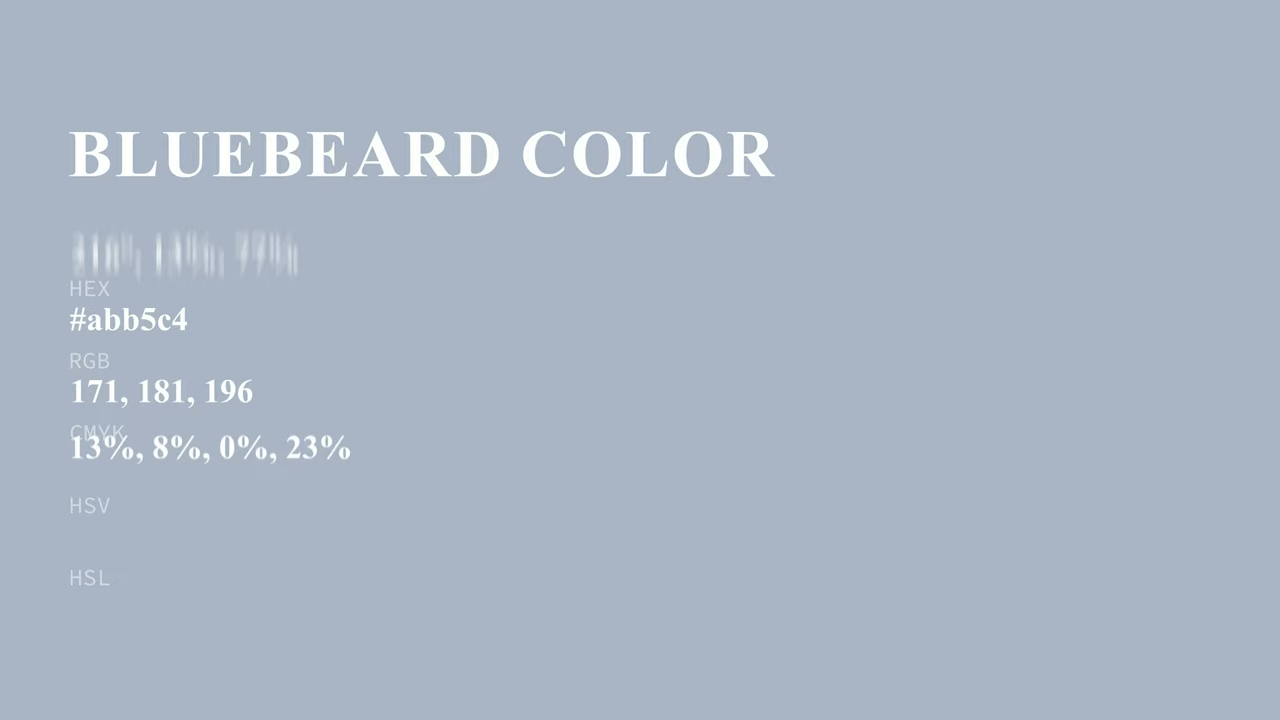 BLUEBEARD COLOR
HEX
#abb5c4
RGB
171, 181, 196
CMYK
13%, 8%, 0%, 23%
HSV
HSL